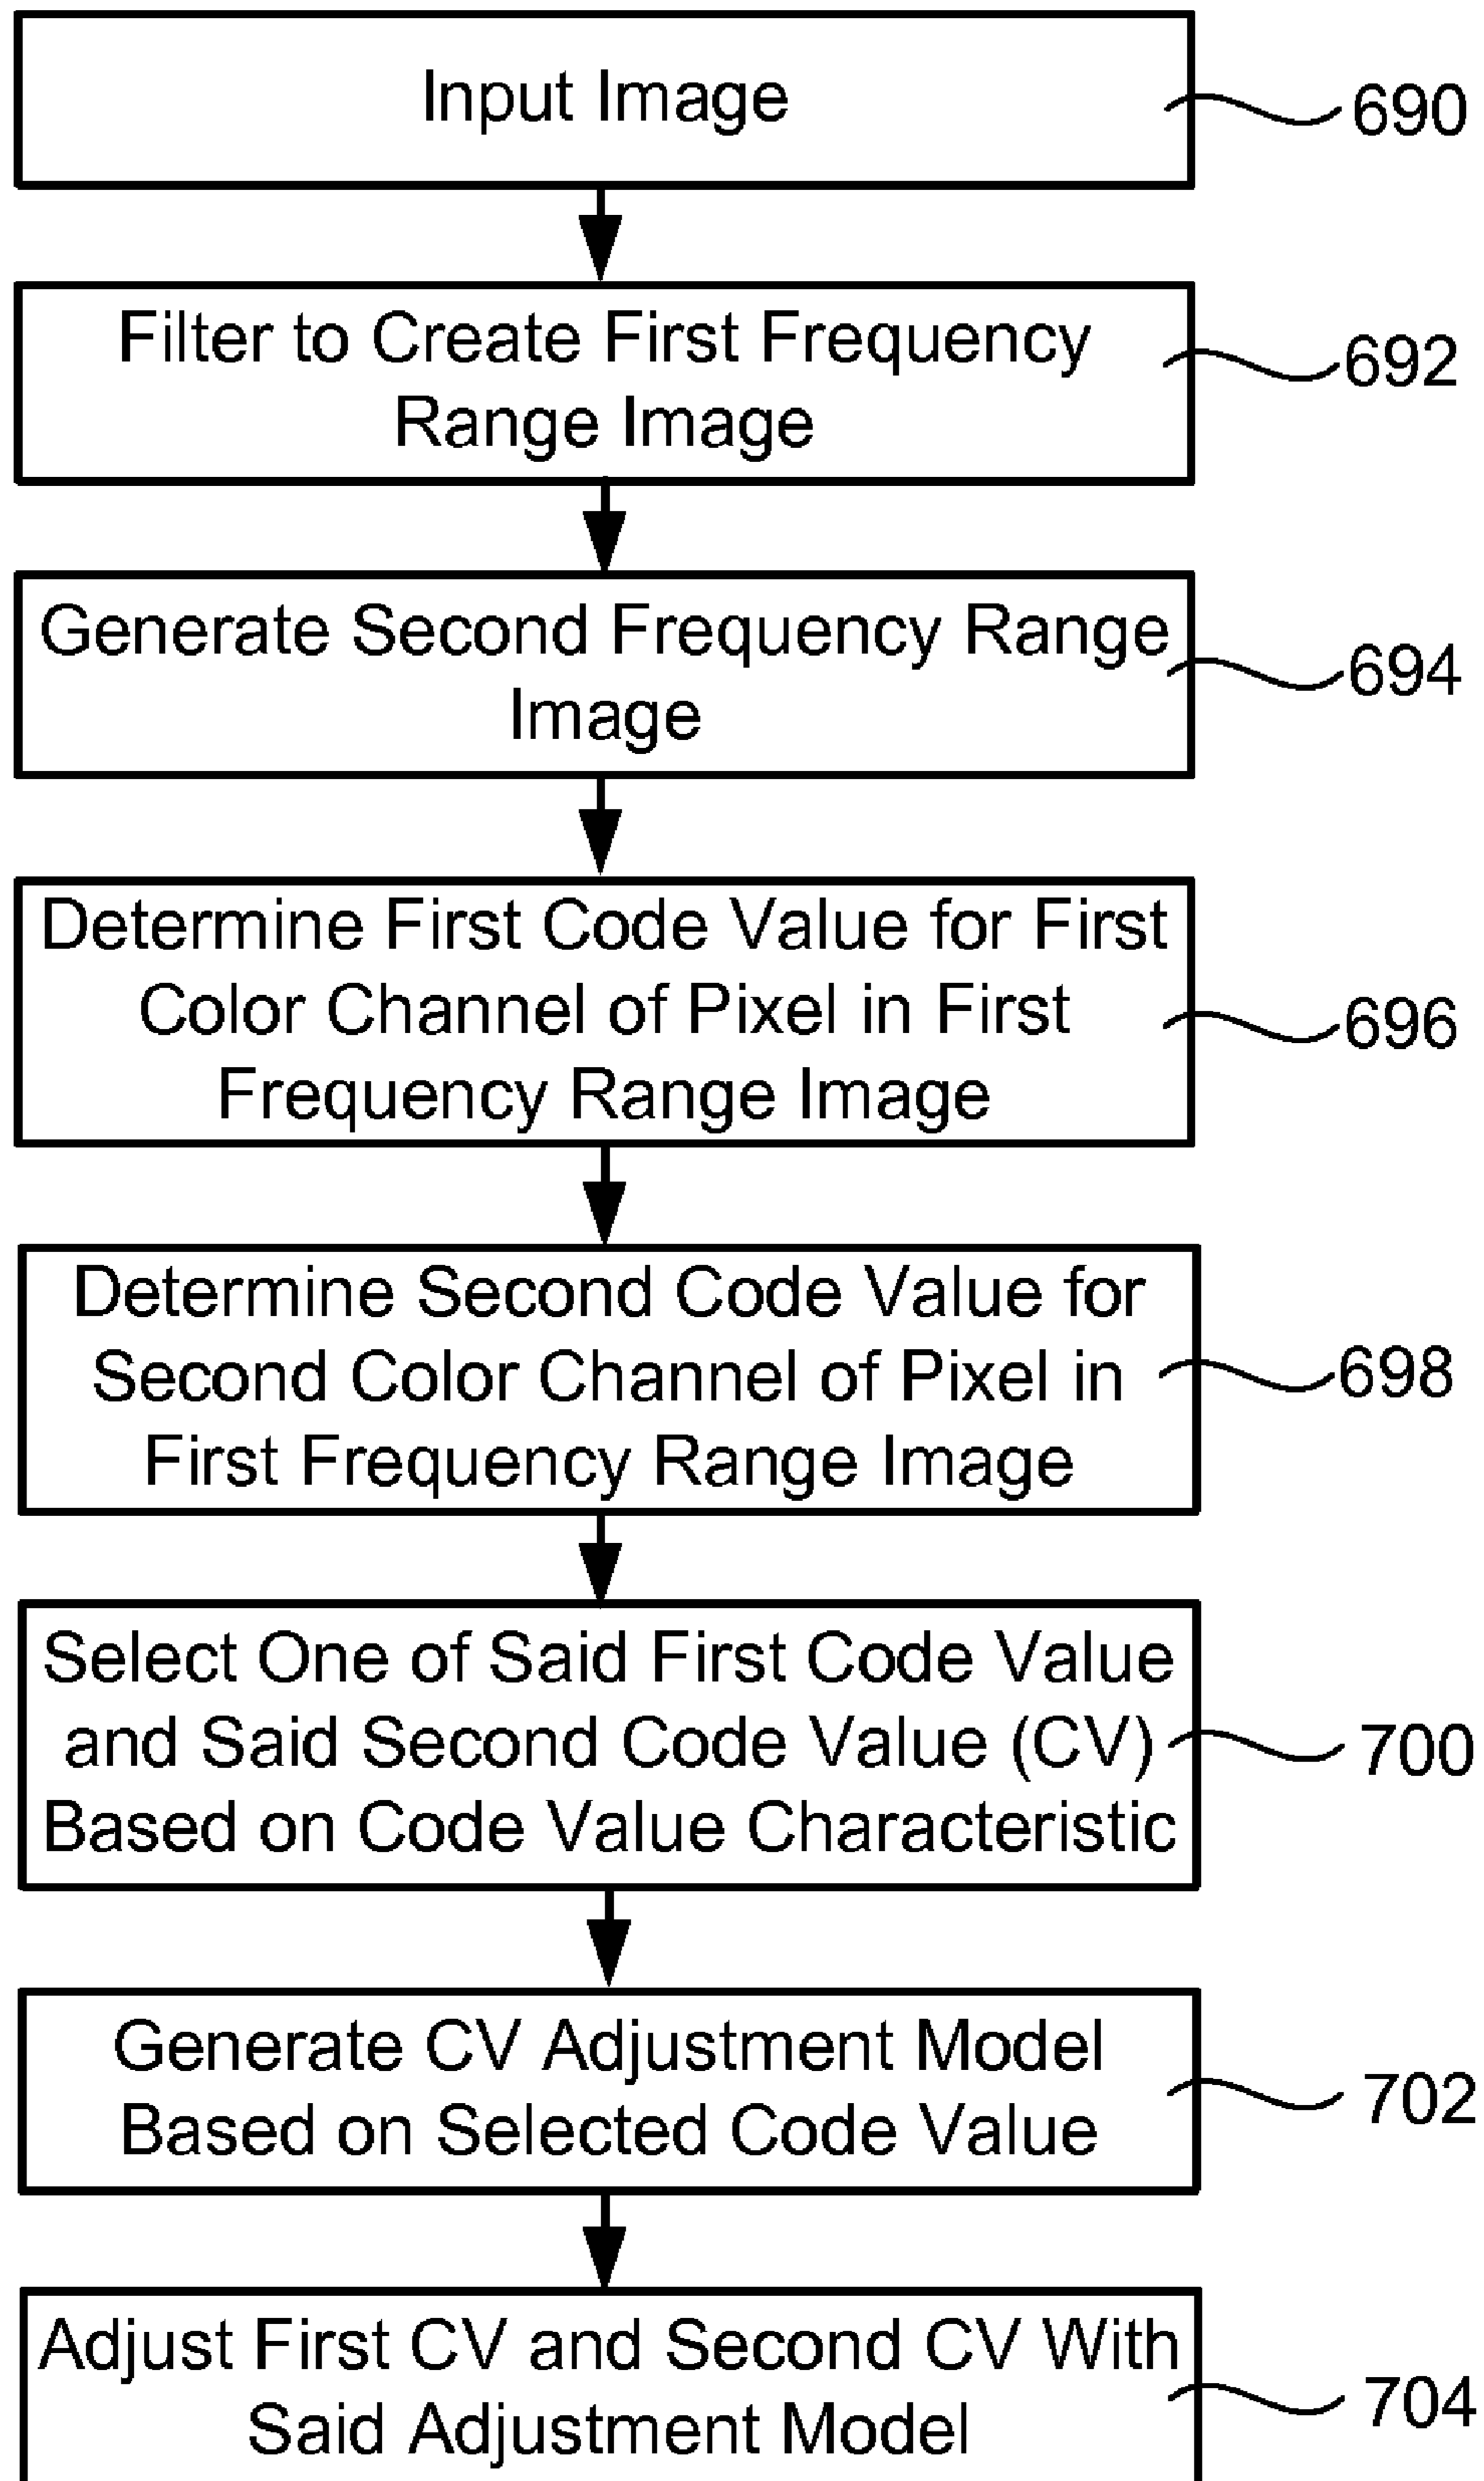 Input Image
690
Filter to Create First Frequency
Range Image
692
Generate Second Frequency Range
Image
694
Determine First Code Value for First
Color Channel of Pixel in First
Frequency Range Image
696
Determine Second Code Value for
Second Color Channel of Pixel in
First Frequency Range Image
698
Select One of Said First Code Value
and Said Second Code Value (CV)
Based on Code Value Characteristic
700
Generate CV Adjustment Model
Based on Selected Code Value
702
Adjust First CV and Second CV With
Said Adjustment Model
704